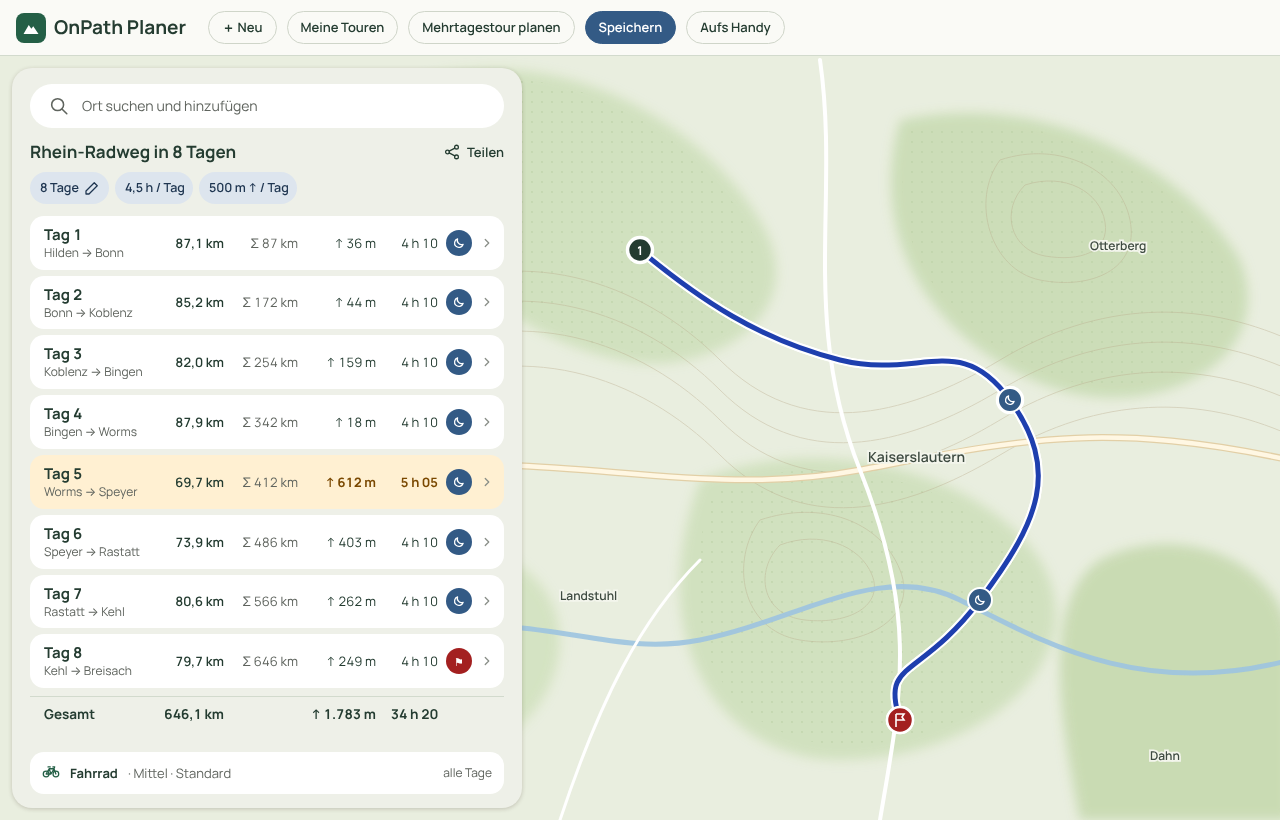 OnPath Planer
+ Neu
Meine Touren
Mehrtagestour planen
Speichern
Aufs Handy
Ort suchen und hinzufügen
Rhein-Radweg in 8 Tagen
Teilen
8 Tage
4,5 h / Tag
500 m ↑ / Tag
Tag 1
Hilden → Bonn
87,1 km Σ 87 km ↑ 36 m 4 h 10
Tag 2
Bonn → Koblenz
85,2 km Σ 172 km ↑ 44 m 4 h 10
Tag 3
Koblenz → Bingen
82,0 km Σ 254 km ↑ 159 m 4 h 10
Tag 4
Bingen → Worms
87,9 km Σ 342 km ↑ 18 m 4 h 10
Tag 5
Worms → Speyer
69,7 km Σ 412 km ↑ 612 m 5 h 05
Tag 6
Speyer → Rastatt
73,9 km Σ 486 km ↑ 403 m 4 h 10
Tag 7
Rastatt → Kehl
80,6 km Σ 566 km ↑ 262 m 4 h 10
Tag 8
Kehl → Breisach
79,7 km Σ 646 km ↑ 249 m 4 h 10
Gesamt 646,1 km ↑ 1.783 m 34 h 20
Fahrrad · Mittel · Standard alle Tage
1
Otterberg
Kaiserslautern
Landstuhl
Dahn